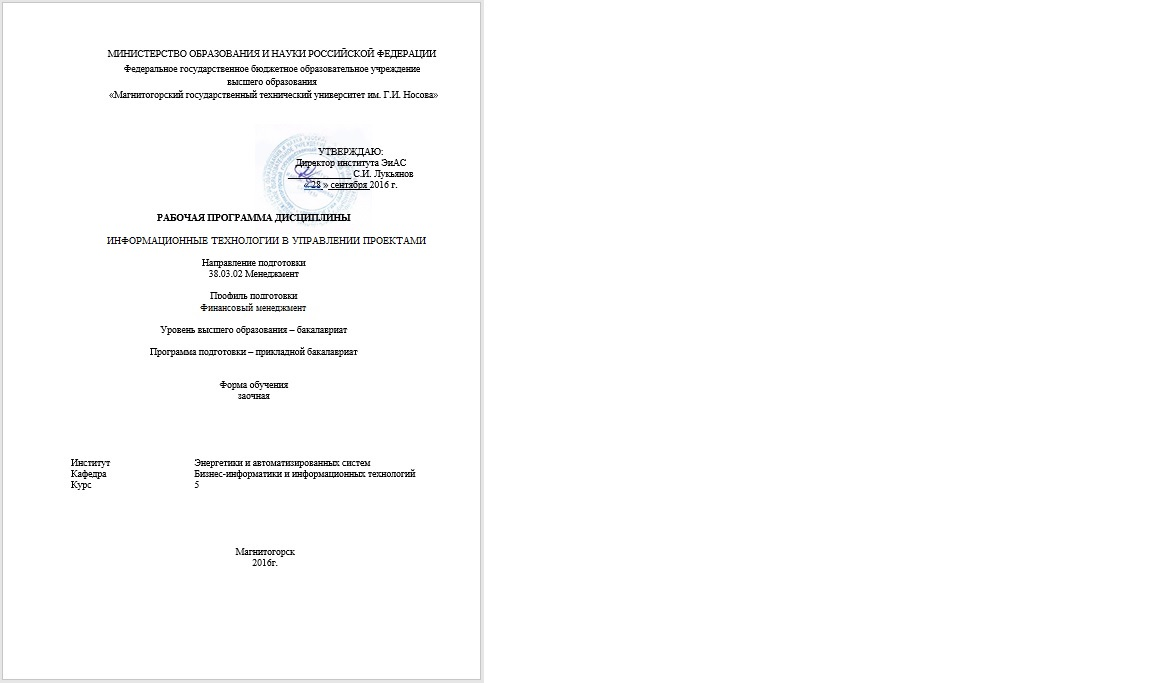 МИНИСТЕРСТВО ОБРАЗОВАНИЯ И НАУКИ РОССИЙСКОЙ ФЕДЕРАЦИИ
Федеральное государственное бюджетное образовательное учреждение
высшего образования
«Магнитогорский государственный технический университет им. Г.И. Носова»
УТВЕРЖДАЮ:
Директор института ЭиАС
С.И. Лукьянов
« 28 » сентября 2016 г.
РАБОЧАЯ ПРОГРАММА ДИСЦИПЛИНЫ
ИНФОРМАЦИОННЫЕ ТЕХНОЛОГИИ В УПРАВЛЕНИИ ПРОЕКТАМИ
Направление подготовки
38.03.02 Менеджмент
Профиль подготовки
Финансовый менеджмент
Уровень высшего образования – бакалавриат
Программа подготовки – прикладной бакалавриат
Форма обучения
заочная
Институт Энергетики и автоматизированных систем
Кафедра Бизнес-информатики и информационных технологий
Курс 5
Магнитогорск
2016г.